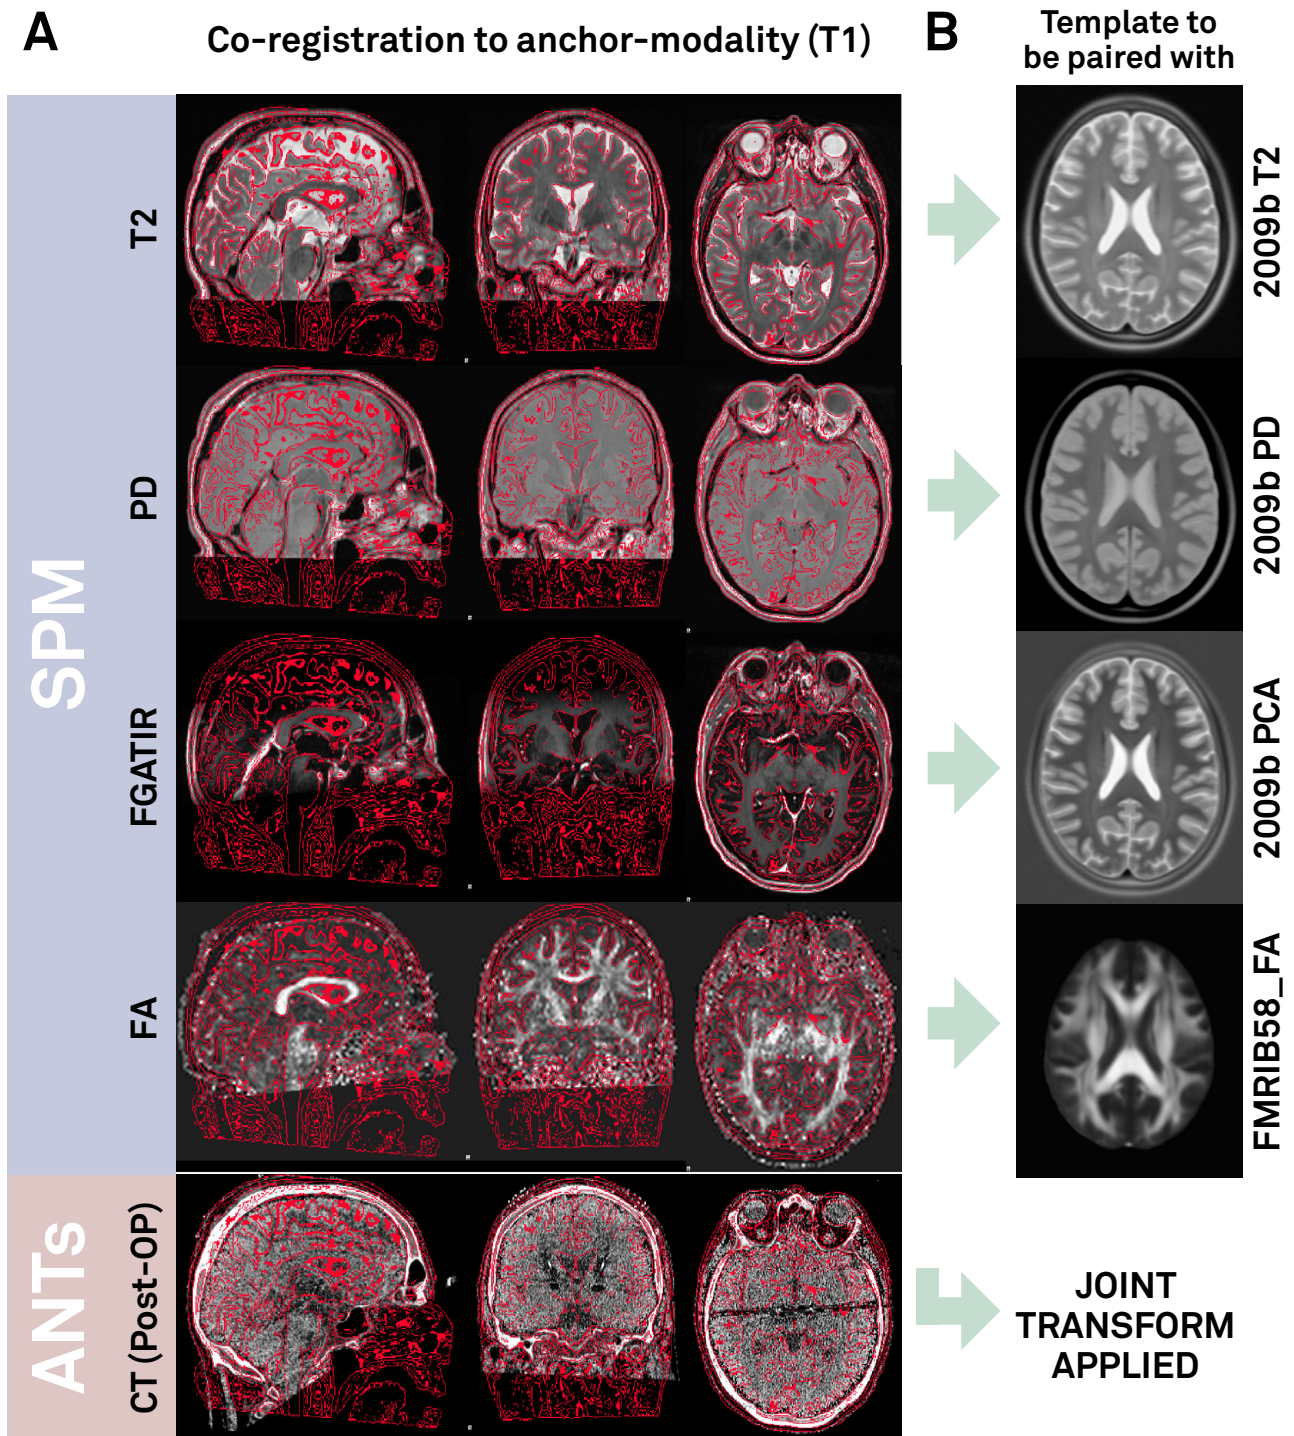 A
Co-registration to anchor-modality (T1)
B
Template to
be paired with
SPM
T2
2009b T2
PD
2009b PD
FGATIR
2009b PCA
FA
FMRIB58_FA
ANTs
CT (Post-OP)
JOINT
TRANSFORM
APPLIED